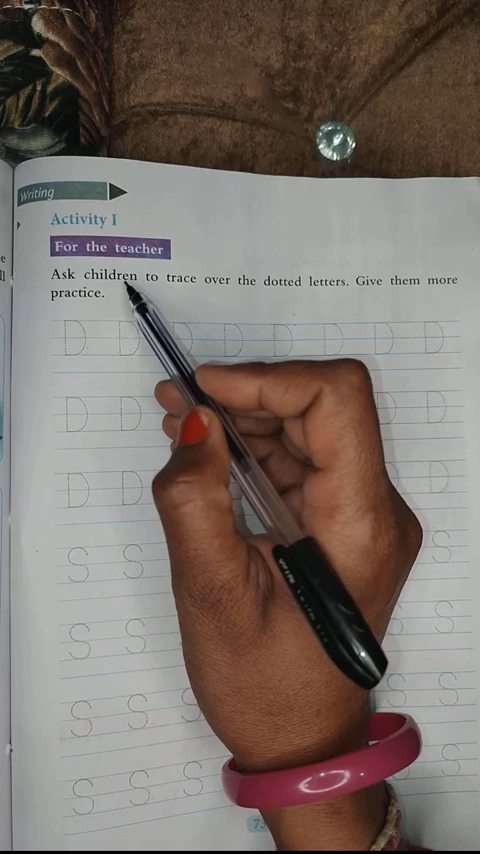 Writing
Activity I
For the teacher
Ask children to trace over the dotted letters. Give them more
practice.
D D D D D D D D
D D D D
D D D
S S S
S S S S
S S S S S
S S S S